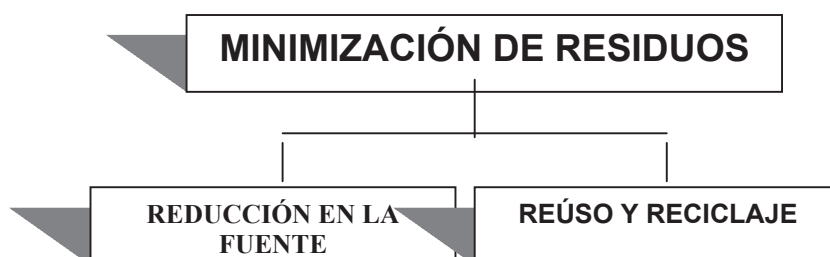 MINIMIZACIÓN DE RESIDUOS
REDUCCIÓN EN LA
FUENTE
REÚSO Y RECICLAJE